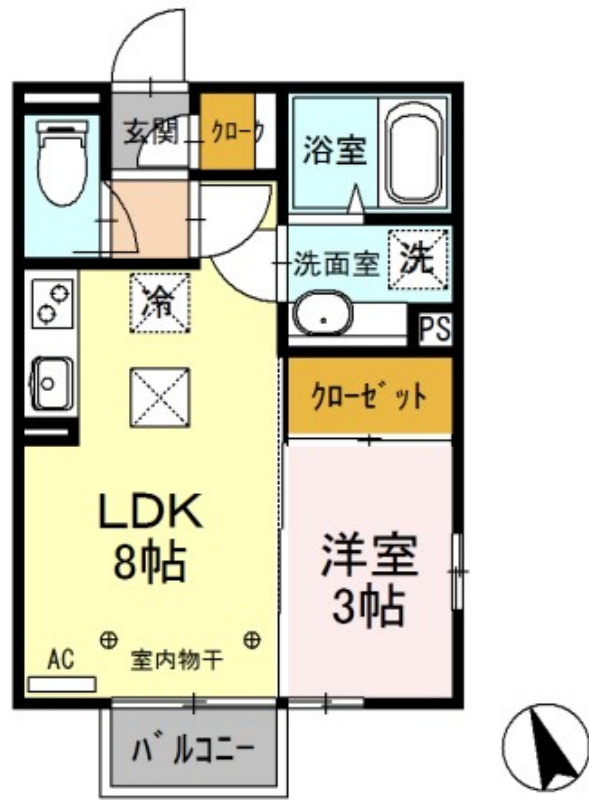 玄関
クローク
浴室
洗面室
洗
冷
PS
クローゼット
LDK
8帖
洋室
3帖
AC
室内物干
バルコニー